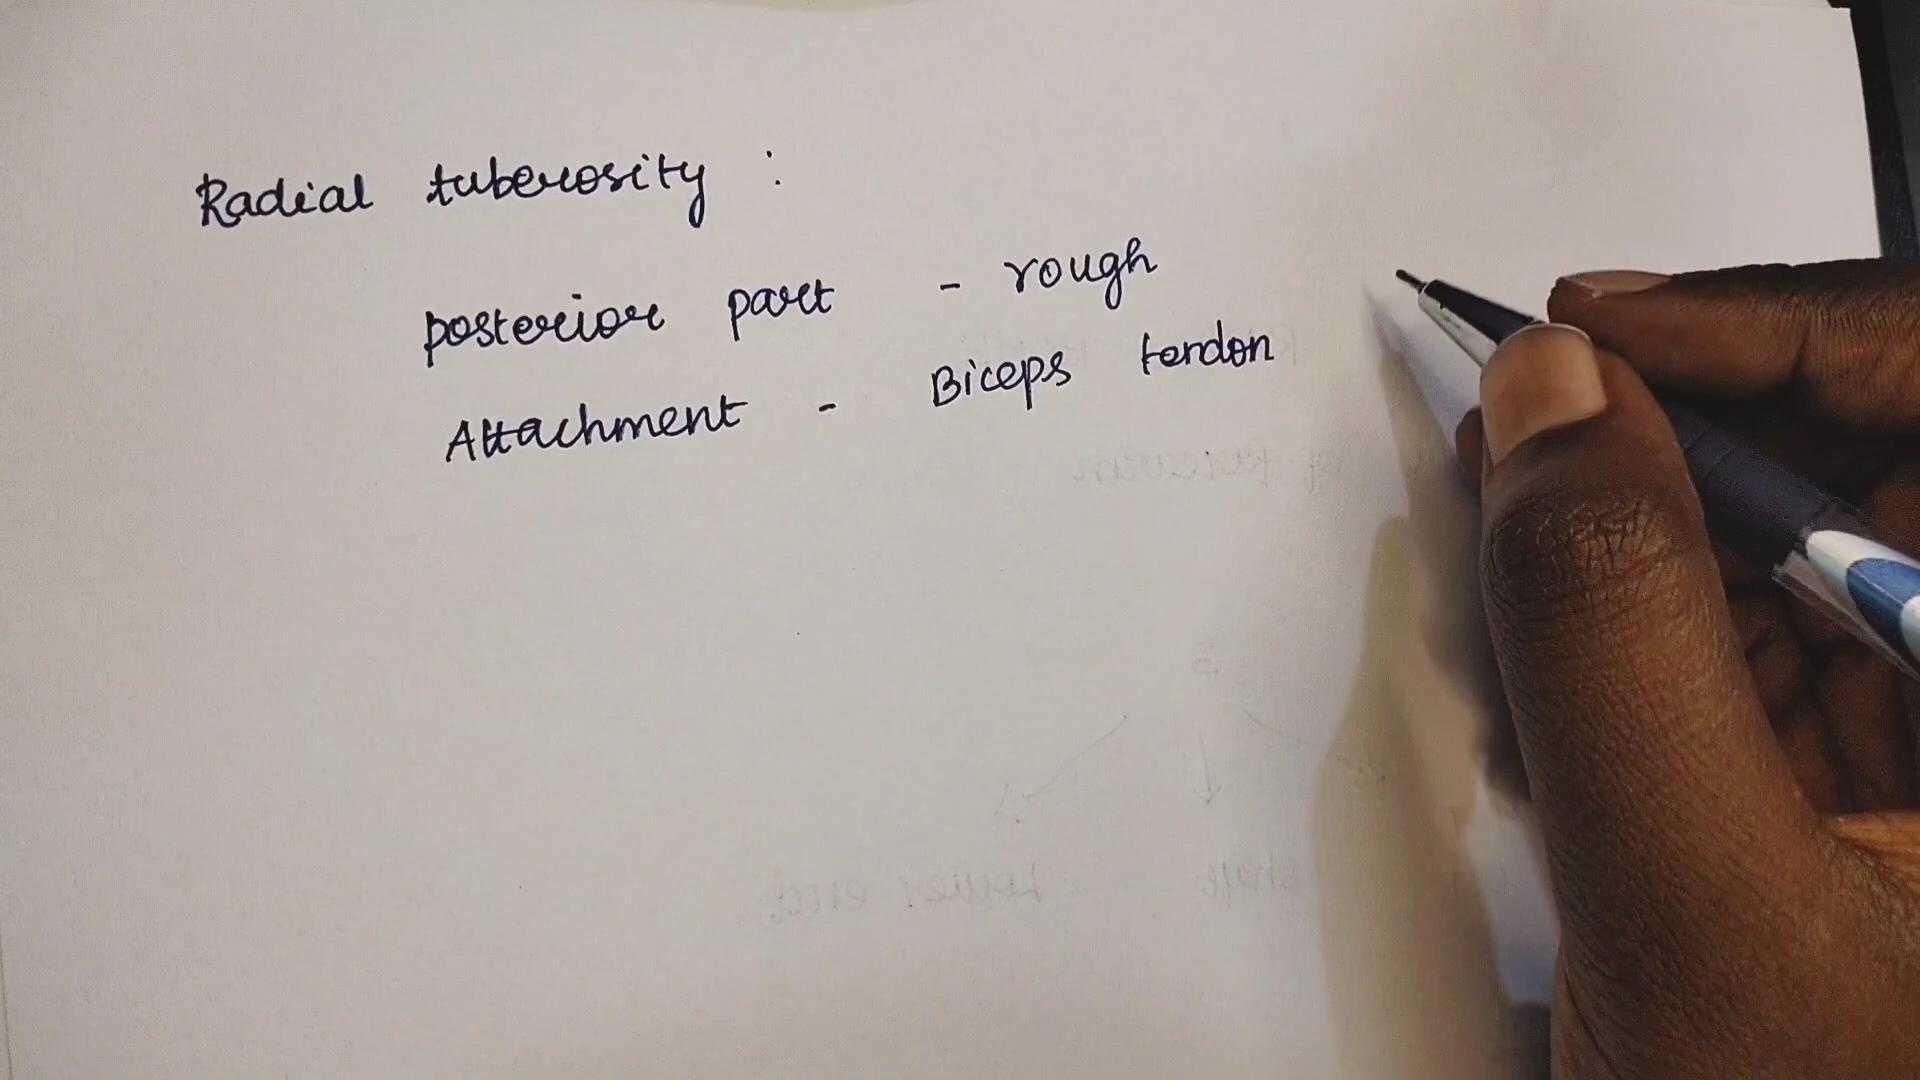 Radial tuberosity :
posterior part - rough
Attachment - Biceps tendon